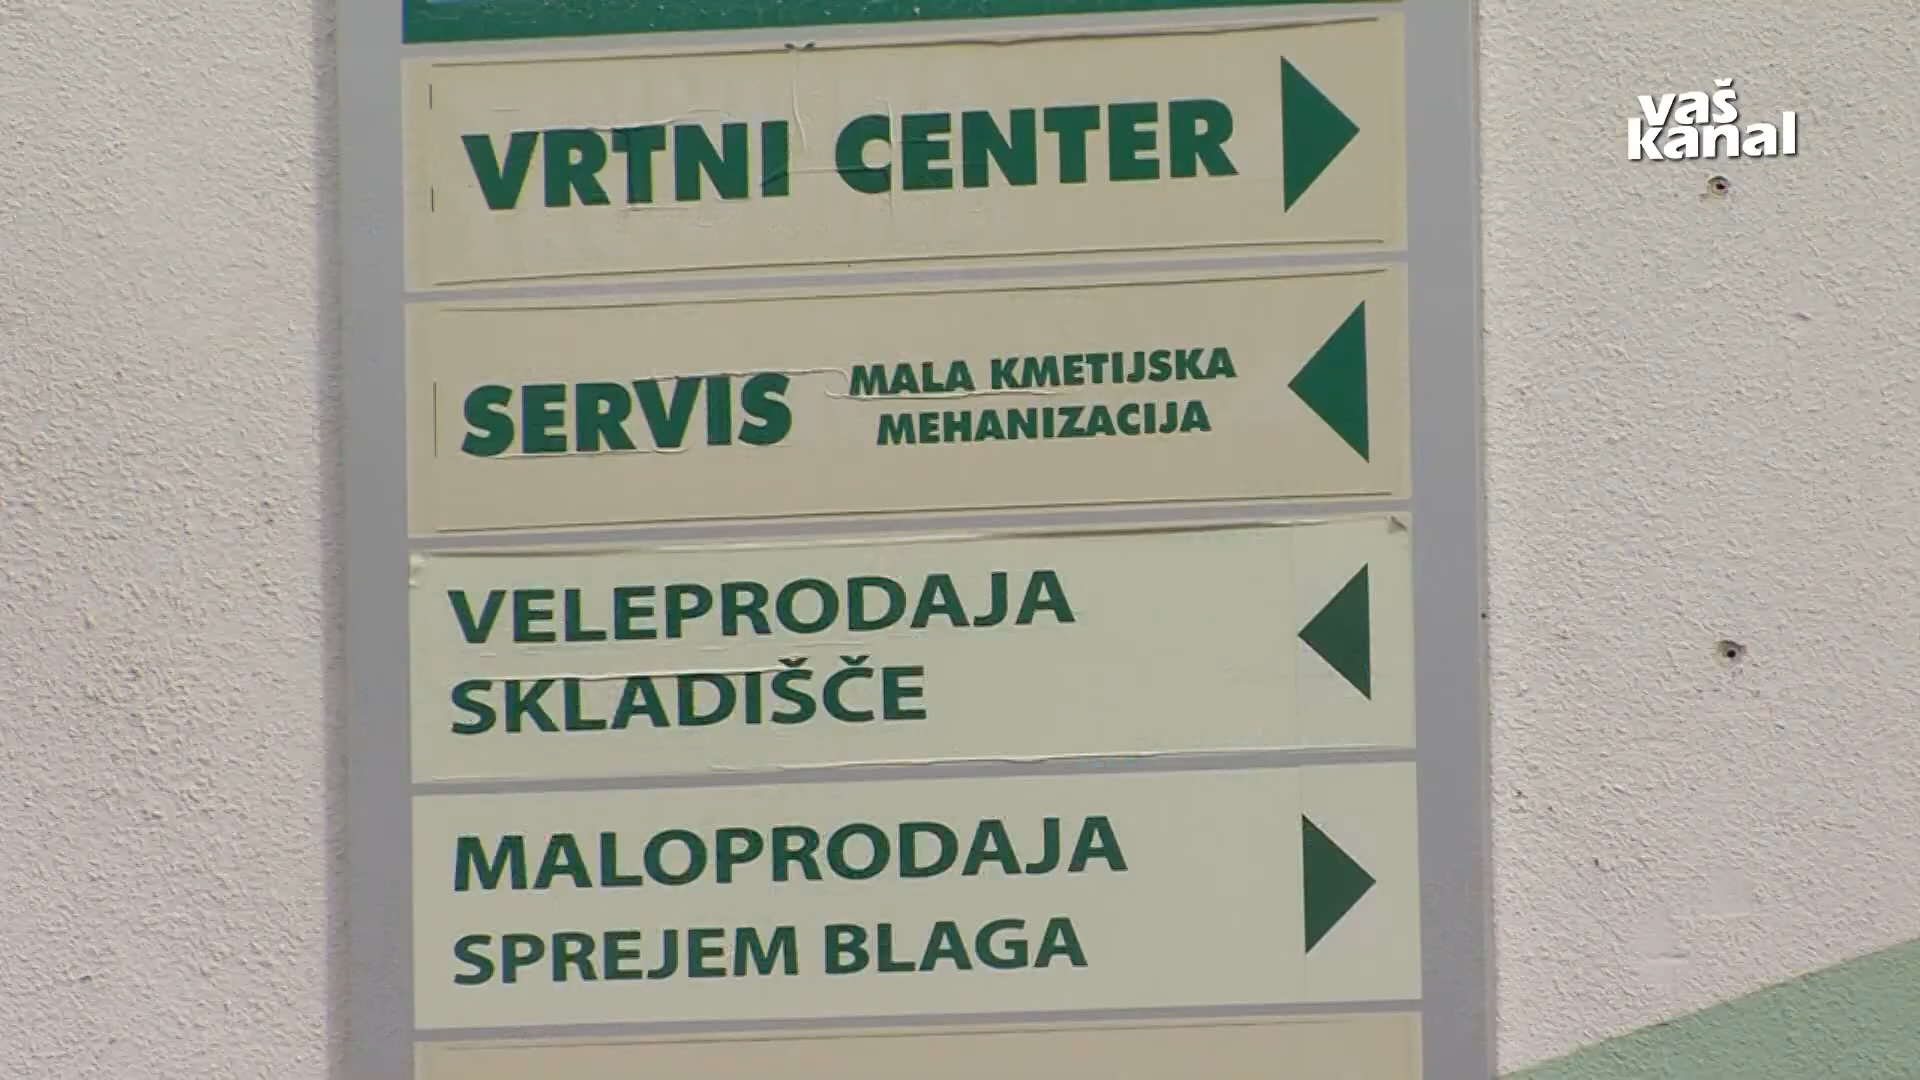 vaš
kanal
VRTNI CENTER
SERVIS MALA KMETIJSKA
MEHANIZACIJA
VELEPRODAJA
SKLADIŠČE
MALOPRODAJA
SPREJEM BLAGA